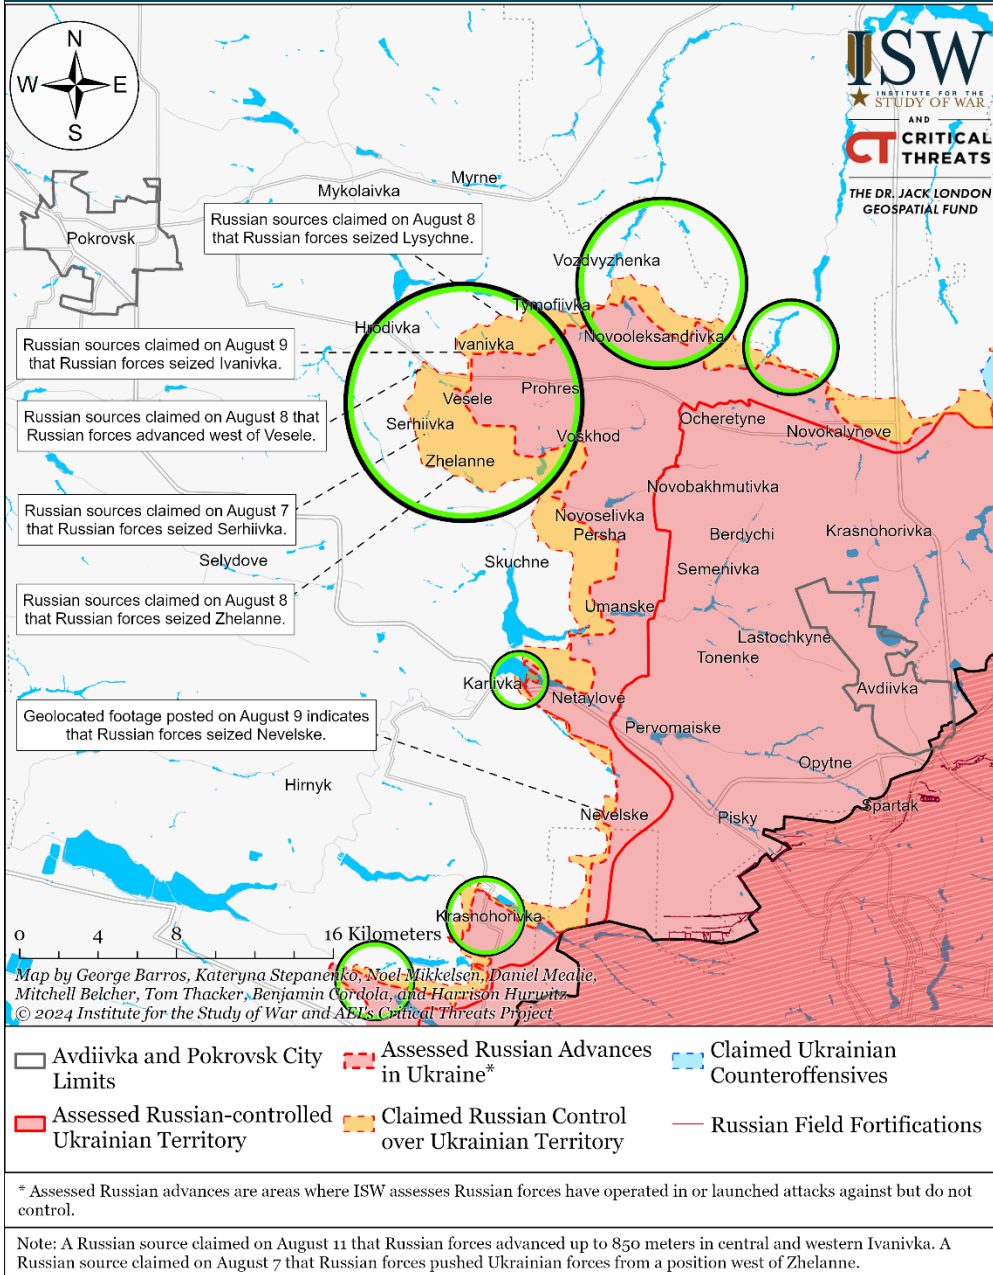 N
W E
S
ISW
INSTITUTE FOR THE
STUDY OF WAR
AND
CT CRITICAL
THREATS
THE DR. JACK LONDON
GEOSPATIAL FUND
Myrne
Mykolaivka
Pokrovsk
Russian sources claimed on August 8
that Russian forces seized Lysychne.
Vozdvyzhenka
Tymofiivka
Hrodivka
Novooleksandrivka
Ivanivka
Russian sources claimed on August 9
that Russian forces seized Ivanivka.
Prohres
Vesele
Russian sources claimed on August 8 that
Russian forces advanced west of Vesele.
Serhiivka
Voskhod
Ocheretyne
Novokalynove
Zhelanne
Novobakhmutivka
Russian sources claimed on August 7
that Russian forces seized Serhiivka.
Novoselivka
Persha
Berdychi
Krasnohorivka
Selydove
Skuchne
Semenivka
Russian sources claimed on August 8
that Russian forces seized Zhelanne.
Umanske
Lastochkyne
Tonenke
Karlivka
Netaylove
Avdiivka
Geolocated footage posted on August 9 indicates
that Russian forces seized Nevelske.
Pervomaiske
Opytne
Hirnyk
Nevelske
Pisky
Spartak
Krasnohorivka
0 4 8 16 Kilometers
Map by George Barros, Kateryna Stepanenko, Noel Mikkelsen, Daniel Mealie,
Mitchell Belcher, Tom Thacker, Benjamin Cordola, and Harrison Hurwitz
© 2024 Institute for the Study of War and AEI's Critical Threats Project
Avdiivka and Pokrovsk City
Limits
Assessed Russian Advances
in Ukraine*
Claimed Ukrainian
Counteroffensives
Assessed Russian-controlled
Ukrainian Territory
Claimed Russian Control
over Ukrainian Territory
Russian Field Fortifications
* Assessed Russian advances are areas where ISW assesses Russian forces have operated in or launched attacks against but do not
control.
Note: A Russian source claimed on August 11 that Russian forces advanced up to 850 meters in central and western Ivanivka. A
Russian source claimed on August 7 that Russian forces pushed Ukrainian forces from a position west of Zhelanne.